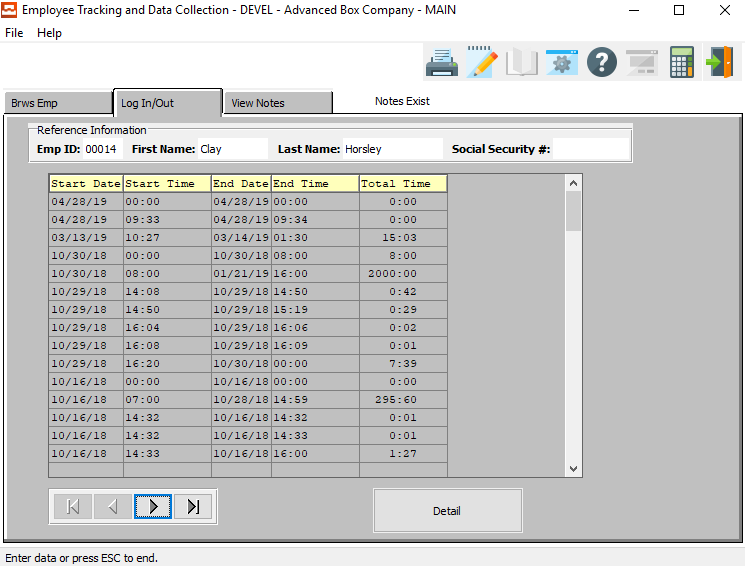 Employee Tracking and Data Collection - DEVEL - Advanced Box Company - MAIN
File Help
Brws Emp Log In/Out View Notes Notes Exist
Reference Information
Emp ID: 00014 First Name: Clay Last Name: Horsley Social Security #:
Start Date Start Time End Date End Time Total Time
04/28/19 00:00 04/28/19 00:00 0:00
04/28/19 09:33 04/28/19 09:34 0:00
03/13/19 10:27 03/14/19 01:30 15:03
10/30/18 00:00 10/30/18 08:00 8:00
10/30/18 08:00 01/21/19 16:00 2000:00
10/29/18 14:08 10/29/18 14:50 0:42
10/29/18 14:50 10/29/18 15:19 0:29
10/29/18 16:04 10/29/18 16:06 0:02
10/29/18 16:08 10/29/18 16:09 0:01
10/29/18 16:20 10/30/18 00:00 7:39
10/16/18 00:00 10/16/18 00:00 0:00
10/16/18 07:00 10/28/18 14:59 295:60
10/16/18 14:32 10/16/18 14:32 0:01
10/16/18 14:32 10/16/18 14:33 0:01
10/16/18 14:33 10/16/18 16:00 1:27
Detail
Enter data or press ESC to end.